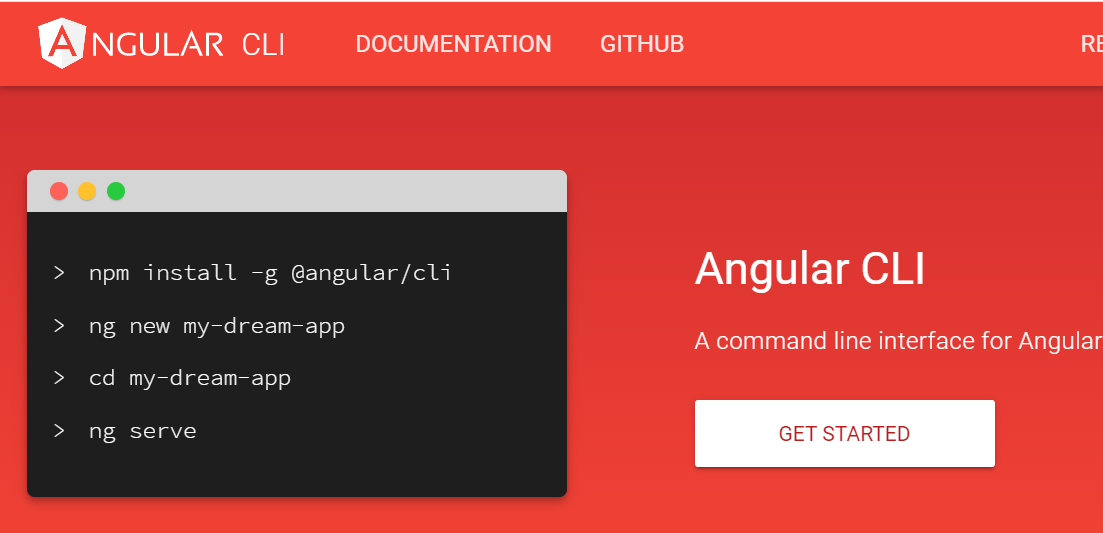 ANGULAR CLI DOCUMENTATION GITHUB
> npm install -g @angular/cli
> ng new my-dream-app
> cd my-dream-app
> ng serve
Angular CLI
A command line interface for Angular
GET STARTED